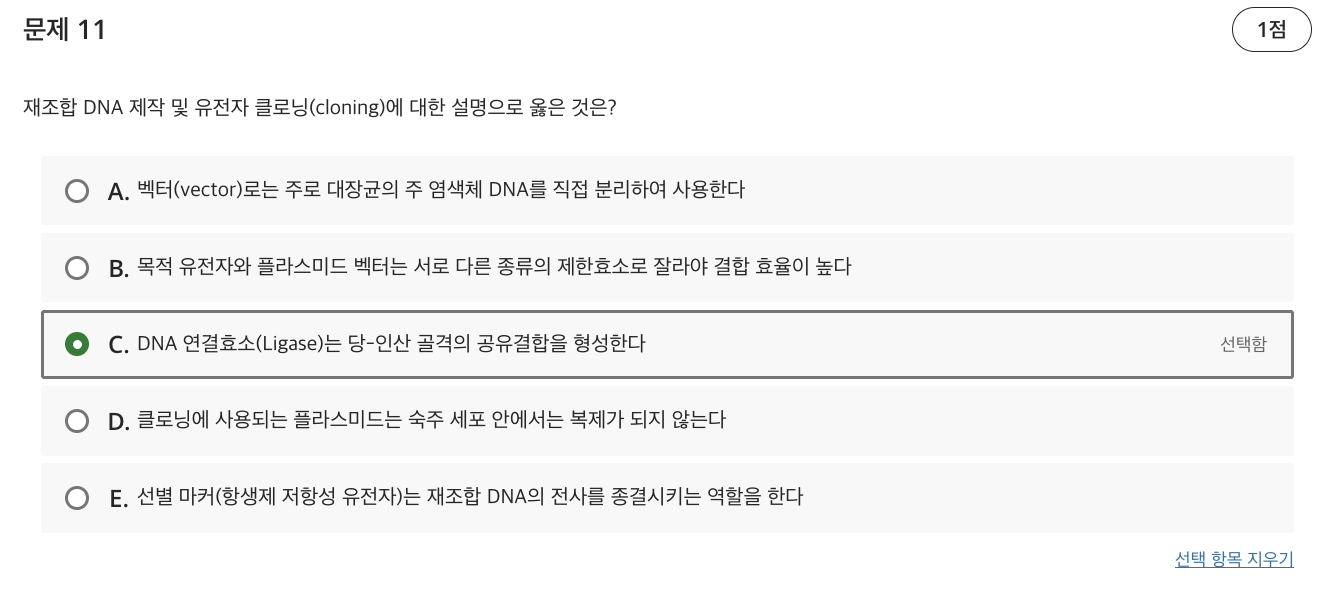 문제 11
1점
재조합 DNA 제작 및 유전자 클로닝(cloning)에 대한 설명으로 옳은 것은?
A. 벡터(vector)로는 주로 대장균의 주 염색체 DNA를 직접 분리하여 사용한다
B. 목적 유전자와 플라스미드 벡터는 서로 다른 종류의 제한효소로 잘라야 결합 효율이 높다
C. DNA 연결효소(Ligase)는 당-인산 골격의 공유결합을 형성한다 선택함
D. 클로닝에 사용되는 플라스미드는 숙주 세포 안에서는 복제가 되지 않는다
E. 선별 마커(항생제 저항성 유전자)는 재조합 DNA의 전사를 종결시키는 역할을 한다
선택 항목 지우기